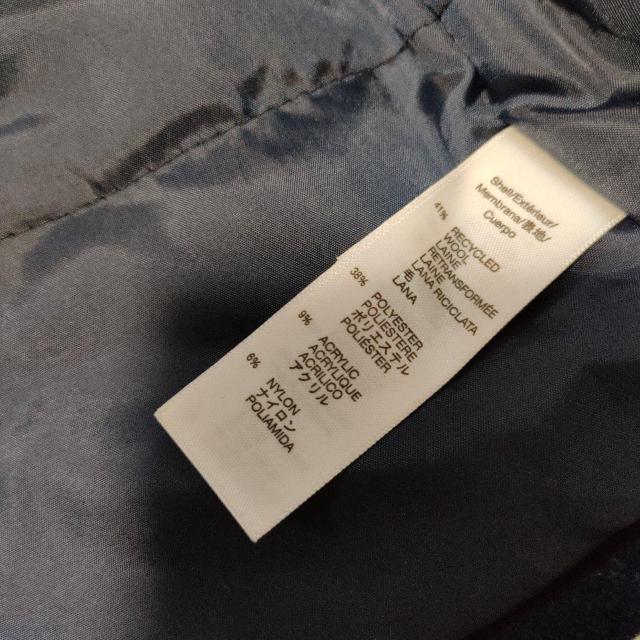 Shell/Extérieur/
Membrana/表地/
Cuerpo
41% RECYCLED
WOOL
RETRANSFORMÉE
LAINE
LANA RICICLATA
毛
LANA
38% POLYESTER
POLIESTERE
ポリエステル
POLIESTER
9% ACRYLIC
ACRYLIQUE
ACRILICO
アクリル
6% NYLON
ナイロン
POLIAMIDA